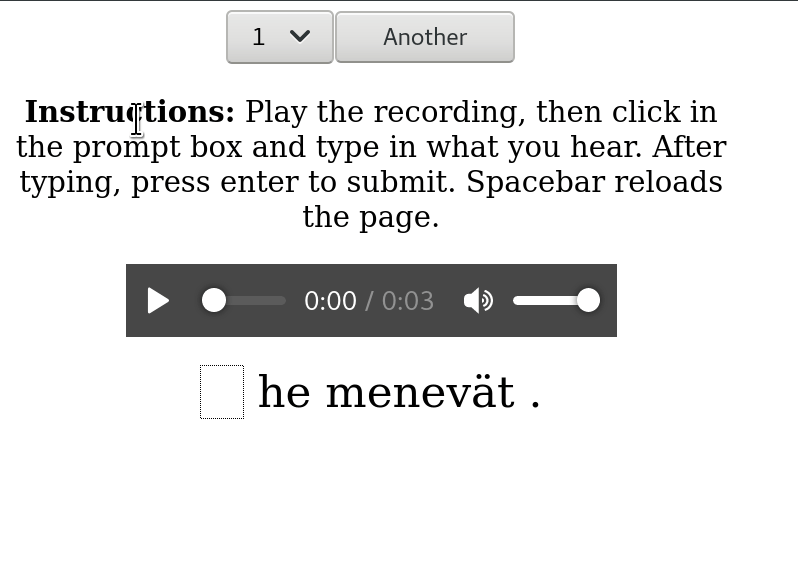 1 Another
Instructions: Play the recording, then click in
the prompt box and type in what you hear. After
typing, press enter to submit. Spacebar reloads
the page.
0:00 / 0:03
he menevät .